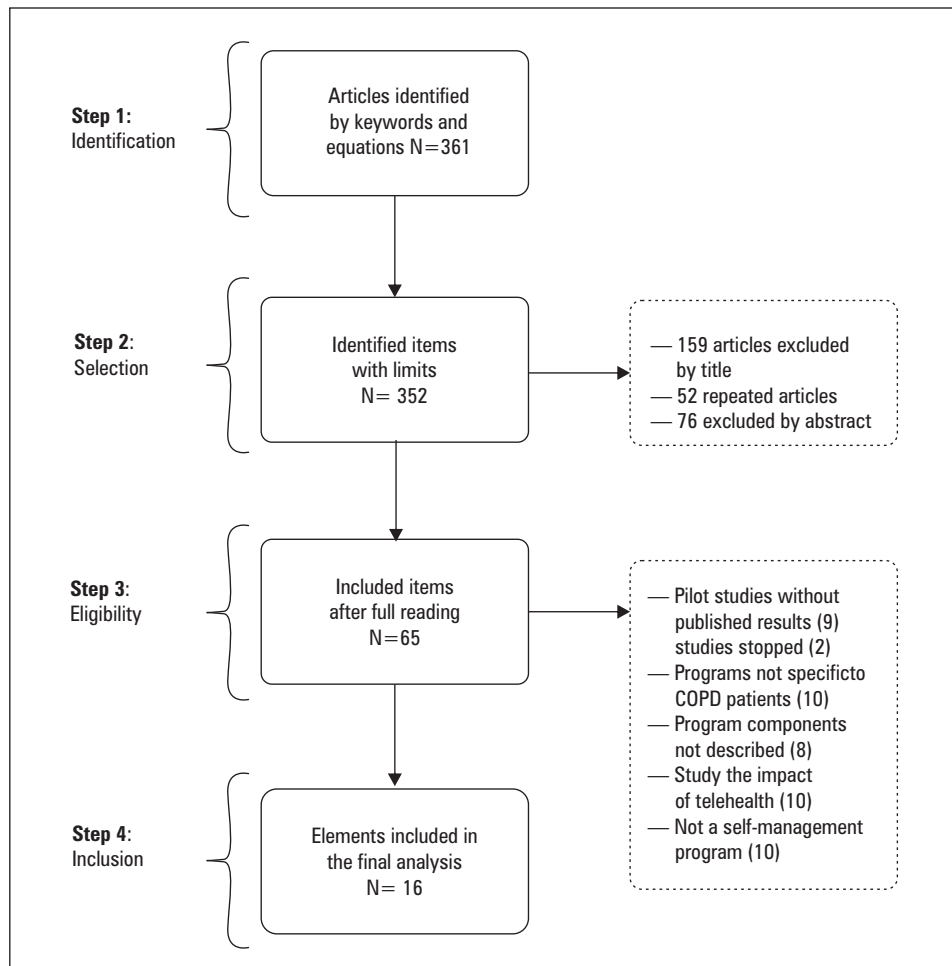 Step 1:
Identification
Articles identified
by keywords and
equations N=361
Step 2:
Selection
Identified items
with limits
N= 352
— 159 articles excluded
by title
— 52 repeated articles
— 76 excluded by abstract
Step 3:
Eligibility
Included items
after full reading
N=65
— Pilot studies without
published results (9)
studies stopped (2)
— Programs not specificto
COPD patients (10)
— Program components
not described (8)
— Study the impact
of telehealth (10)
— Not a self-management
program (10)
Step 4:
Inclusion
Elements included in
the final analysis
N= 16